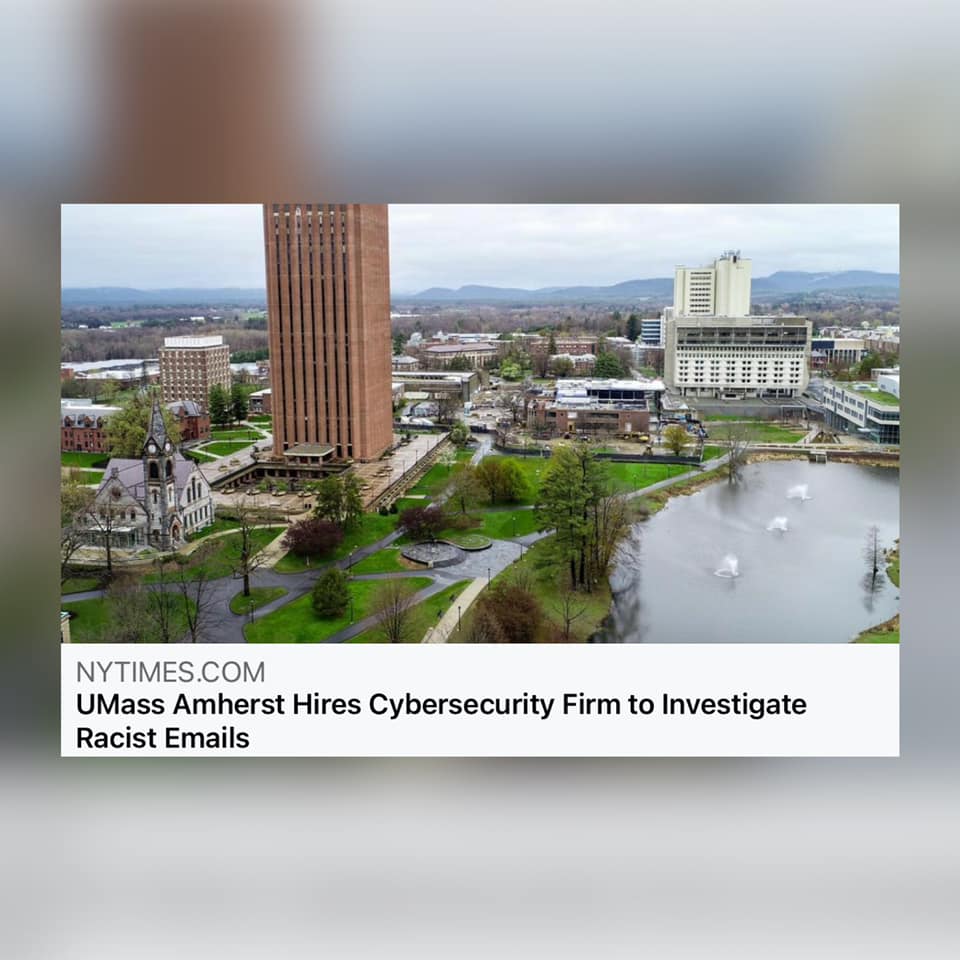 NYTIMES.COM
UMass Amherst Hires Cybersecurity Firm to Investigate
Racist Emails